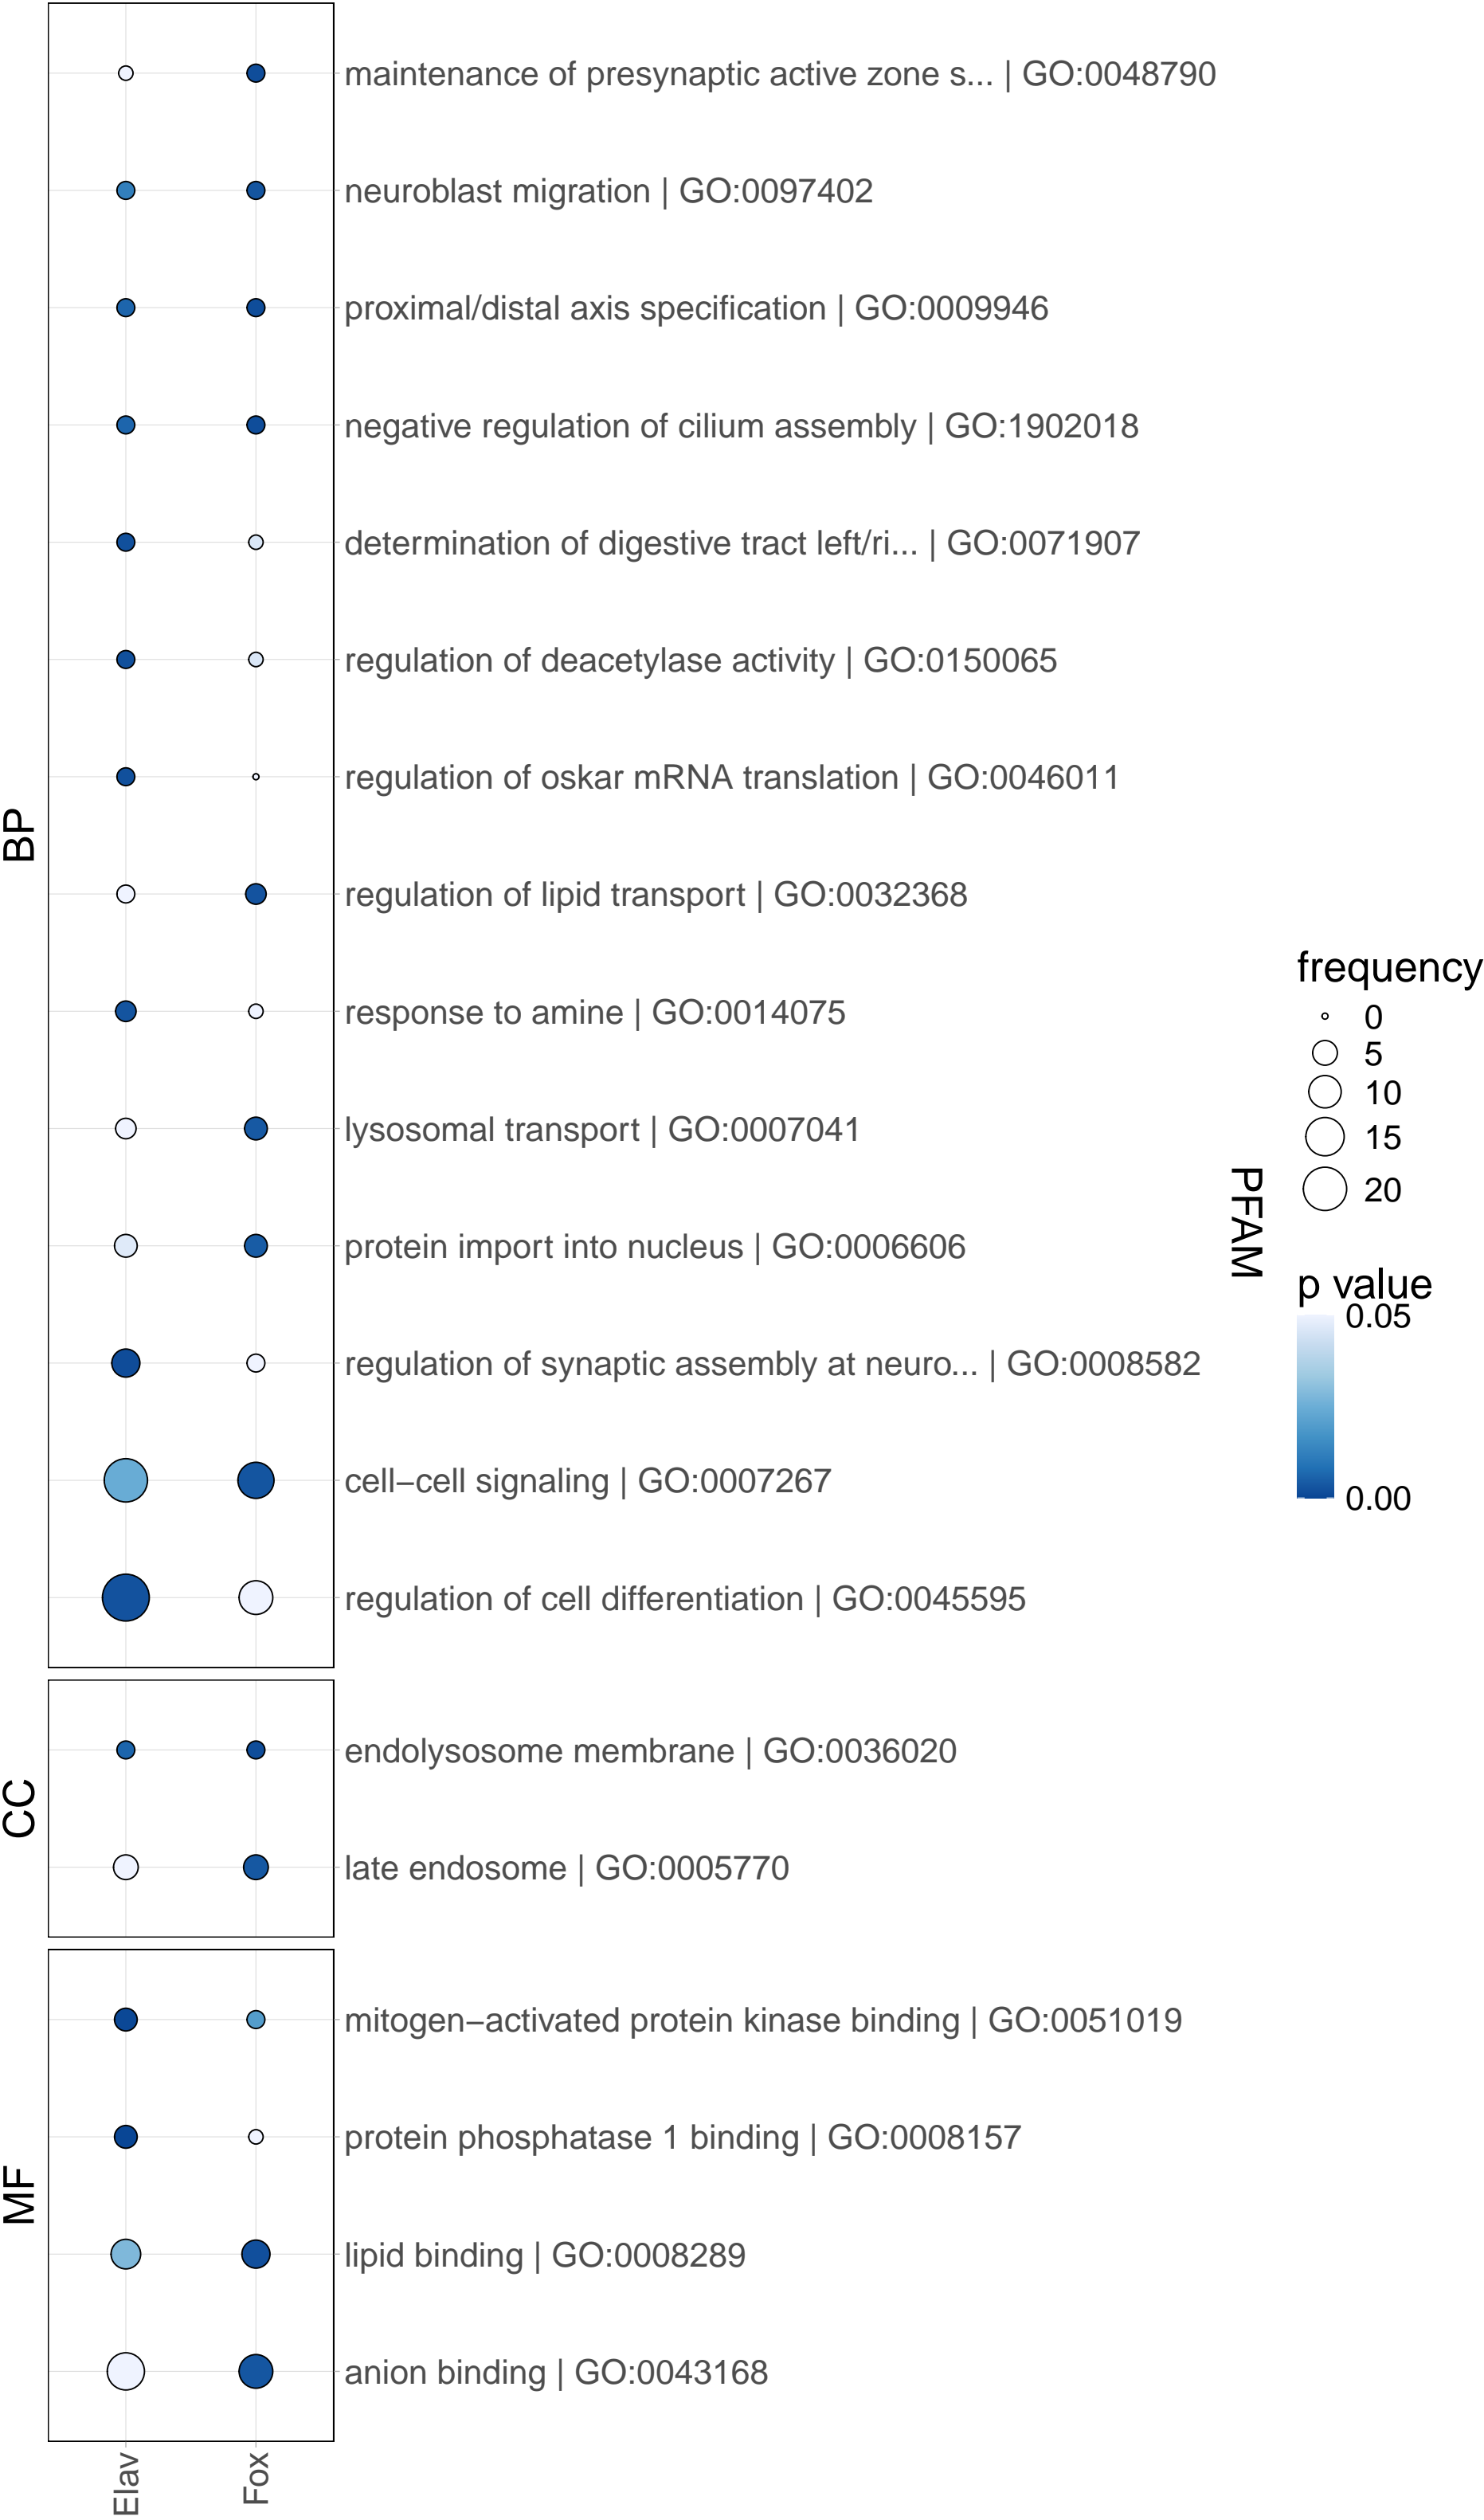 BP
maintenance of presynaptic active zone s... | GO:0048790
neuroblast migration | GO:0097402
proximal/distal axis specification | GO:0009946
negative regulation of cilium assembly | GO:1902018
determination of digestive tract left/ri... | GO:0071907
regulation of deacetylase activity | GO:0150065
regulation of oskar mRNA translation | GO:0046011
regulation of lipid transport | GO:0032368
response to amine | GO:0014075
lysosomal transport | GO:0007041
protein import into nucleus | GO:0006606
regulation of synaptic assembly at neuro... | GO:0008582
cell−cell signaling | GO:0007267
regulation of cell differentiation | GO:0045595
CC
endolysosome membrane | GO:0036020
late endosome | GO:0005770
MF
mitogen−activated protein kinase binding | GO:0051019
protein phosphatase 1 binding | GO:0008157
lipid binding | GO:0008289
anion binding | GO:0043168
Elav
Fox
PFAM
frequency
0
5
10
15
20
p value
0.05
0.00